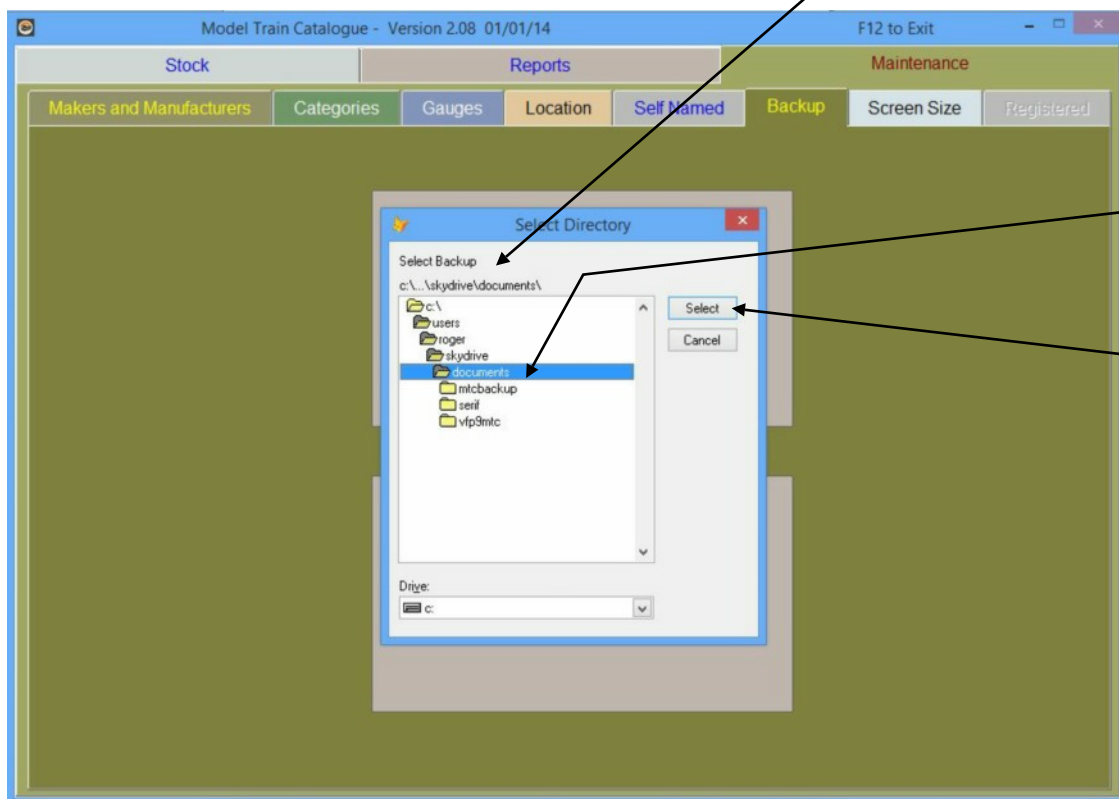 Model Train Catalogue - Version 2.08 01/01/14 F12 to Exit
Stock Reports Maintenance
Makers and Manufacturers Categories Gauges Location Self Named Backup Screen Size Registered
Select Directory
Select Backup
c:\...\skydrive\documents\
c:\
users
roger
skydrive
documents
mtcbackup
serif
vfp9mtc
Select
Cancel
Drive:
c: